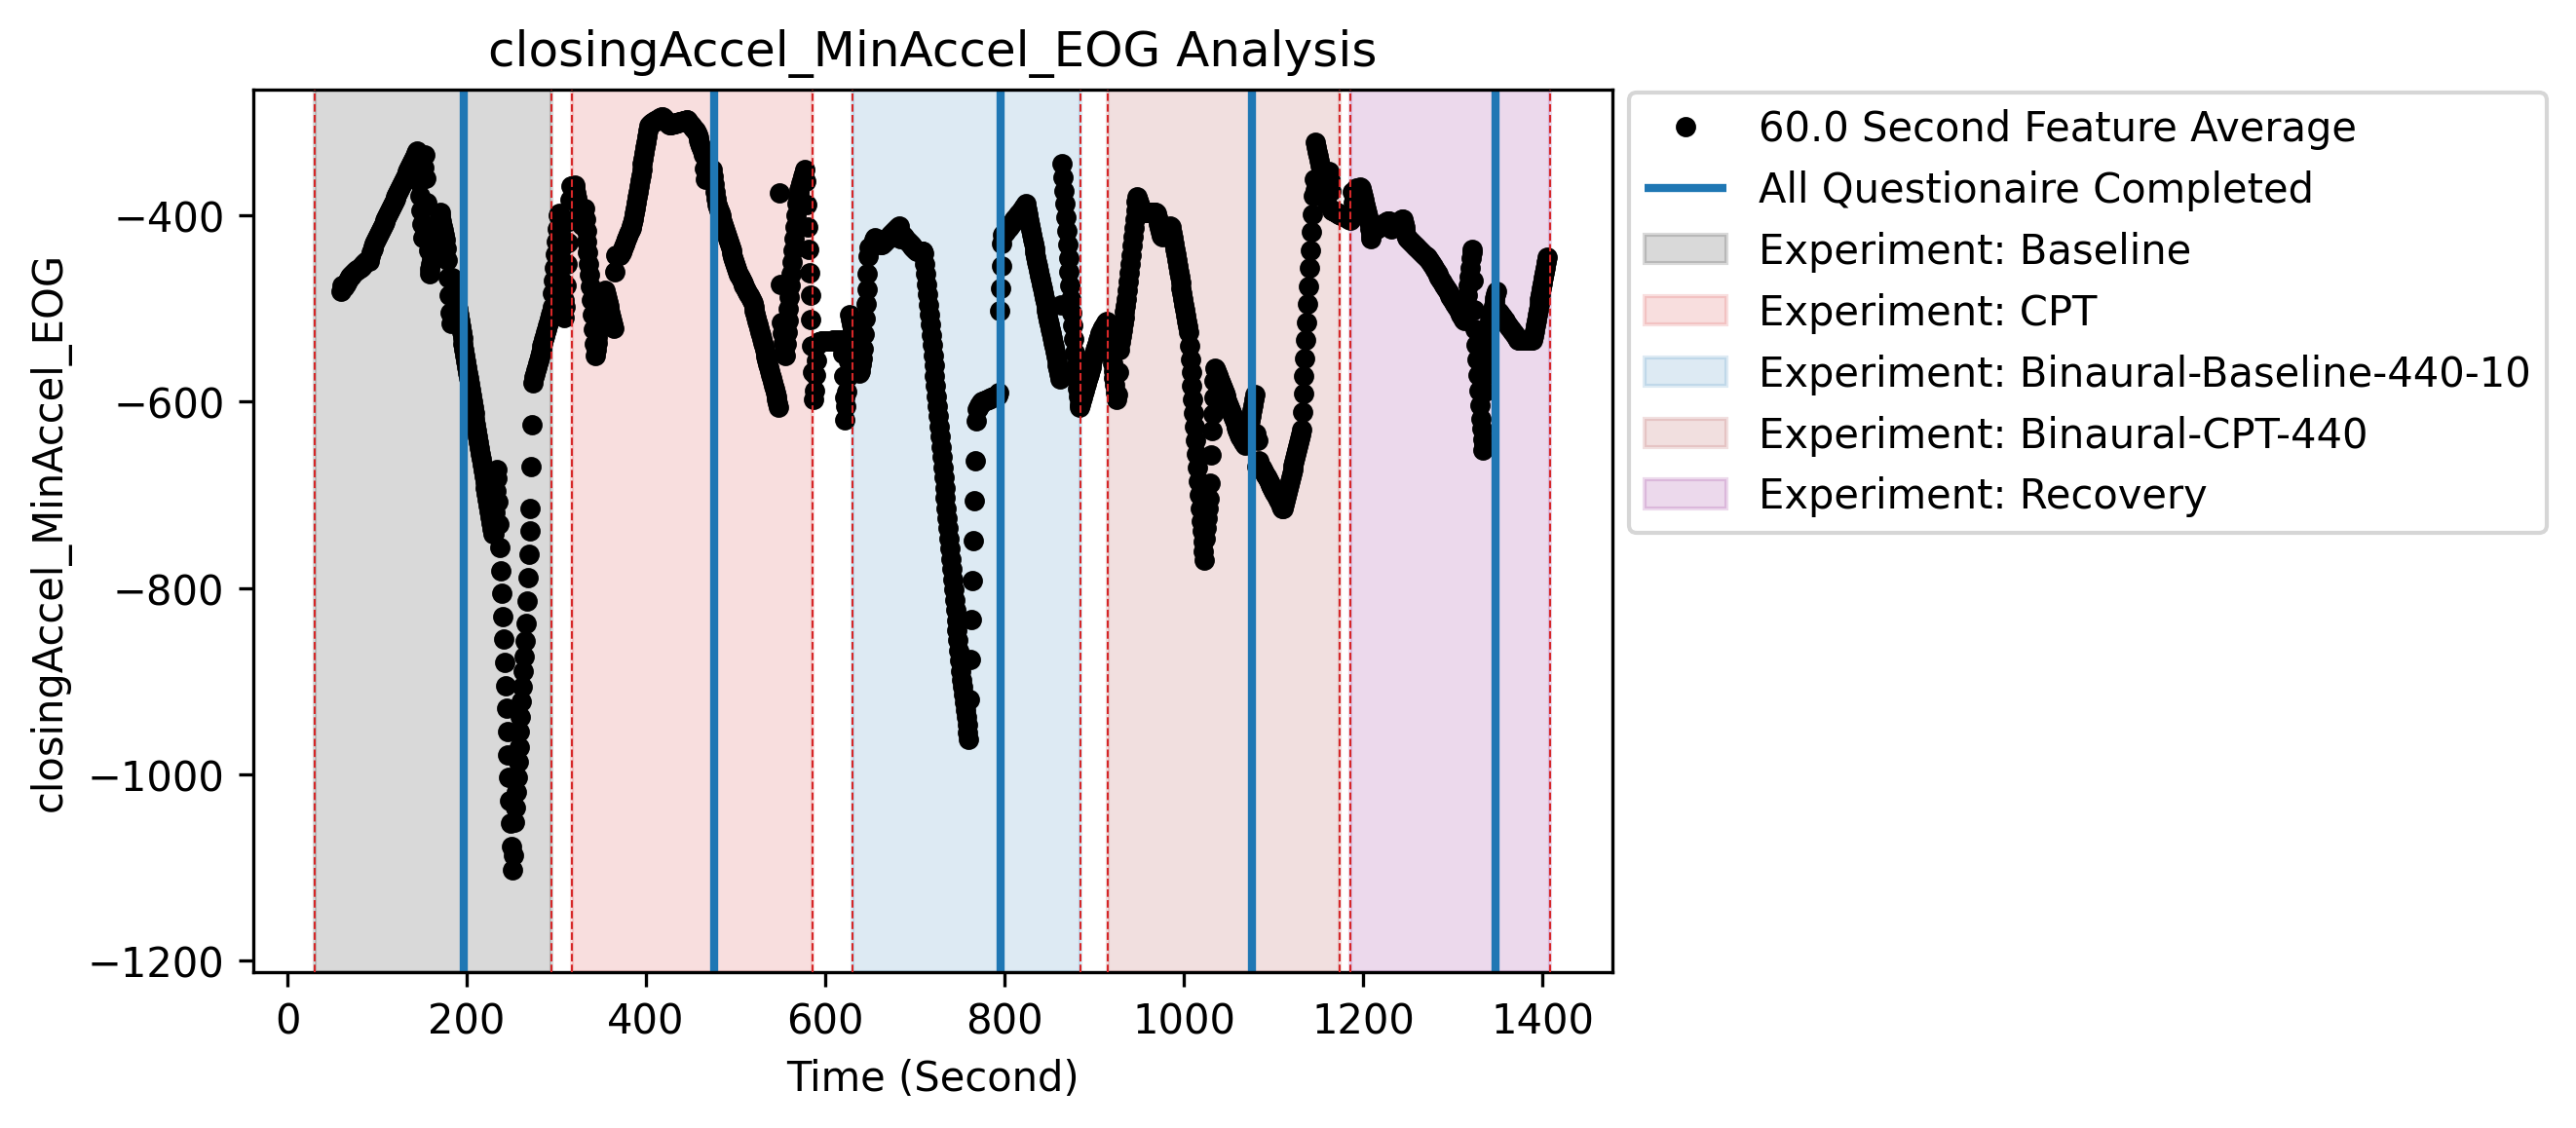 closingAccel_MinAccel_EOG Analysis
closingAccel_MinAccel_EOG
−400
−600
−800
−1000
−1200
0 200 400 600 800 1000 1200 1400
Time (Second)
60.0 Second Feature Average
All Questionaire Completed
Experiment: Baseline
Experiment: CPT
Experiment: Binaural-Baseline-440-10
Experiment: Binaural-CPT-440
Experiment: Recovery